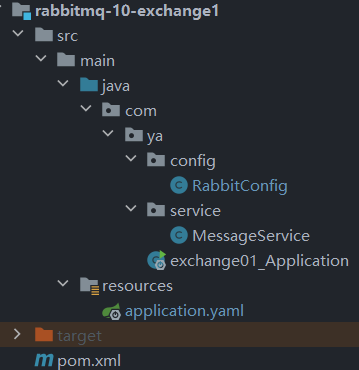 rabbitmq-10-exchange1
src
main
java
com
ya
config
RabbitConfig
service
MessageService
exchange01_Application
resources
application.yaml
target
pom.xml